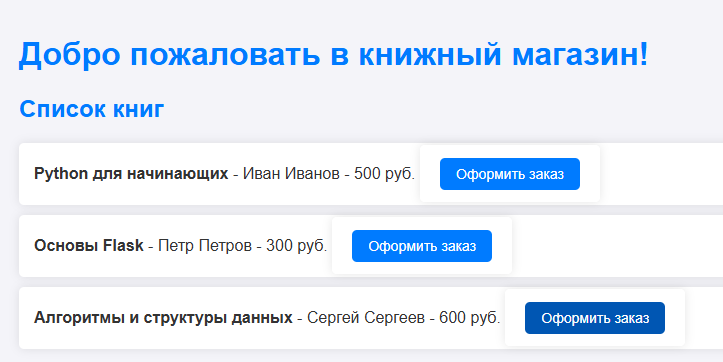 Добро пожаловать в книжный магазин!
Список книг
Python для начинающих - Иван Иванов - 500 руб. Оформить заказ
Основы Flask - Петр Петров - 300 руб. Оформить заказ
Алгоритмы и структуры данных - Сергей Сергеев - 600 руб. Оформить заказ